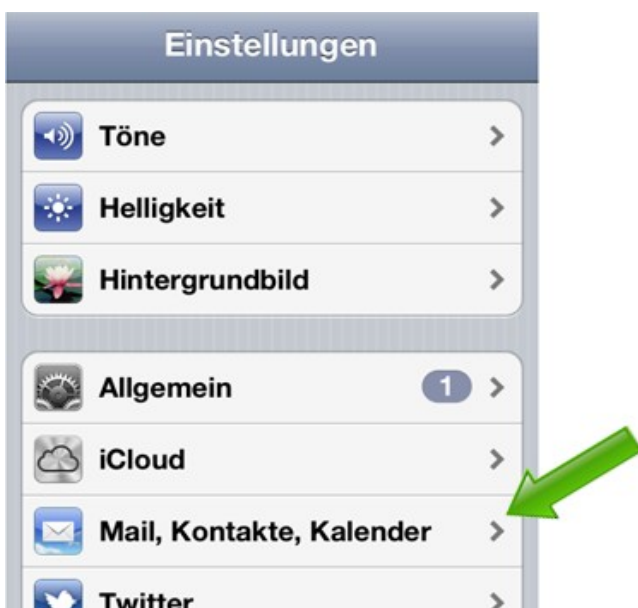 Einstellungen
Töne
Helligkeit
Hintergrundbild
Allgemein 1
iCloud
Mail, Kontakte, Kalender
Twitter